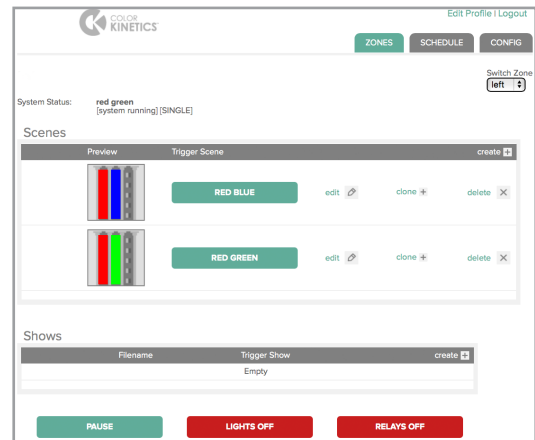 Edit Profile | Logout
COLOR
KINETICS
ZONES SCHEDULE CONFIG
Switch Zone
left
System Status: red green
[system running] [SINGLE]
Scenes
Preview Trigger Scene create +
RED BLUE edit clone + delete X
RED GREEN edit clone + delete X
Shows
Filename Trigger Show create +
Empty
PAUSE LIGHTS OFF RELAYS OFF